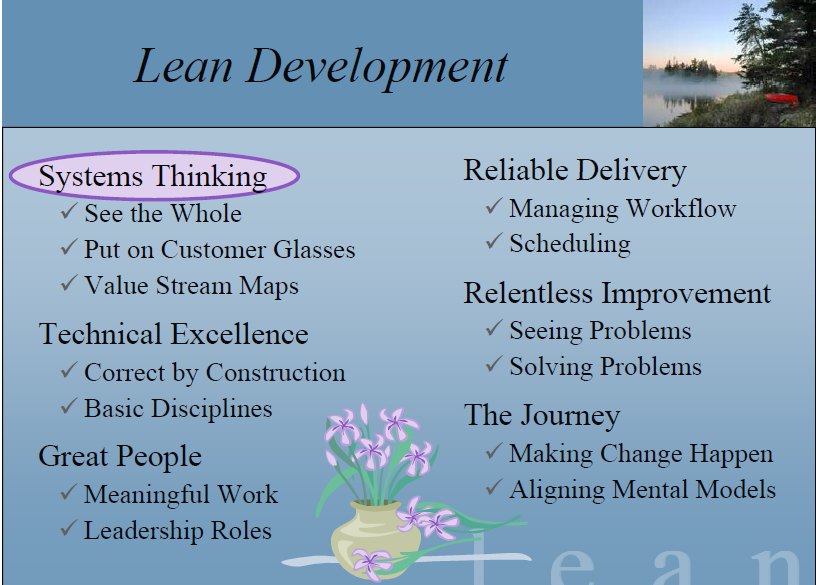 Lean Development
Systems Thinking
See the Whole
Put on Customer Glasses
Value Stream Maps
Technical Excellence
Correct by Construction
Basic Disciplines
Great People
Meaningful Work
Leadership Roles
Reliable Delivery
Managing Workflow
Scheduling
Relentless Improvement
Seeing Problems
Solving Problems
The Journey
Making Change Happen
Aligning Mental Models
lean